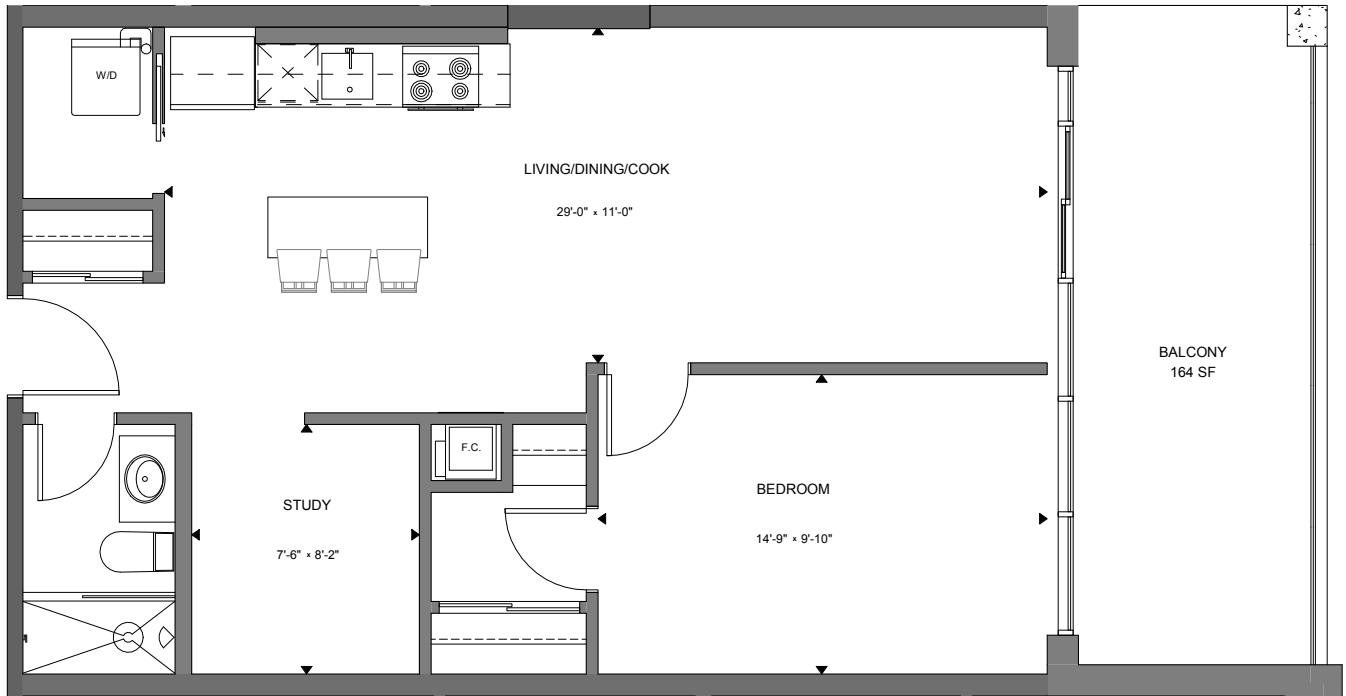 W/D
LIVING/DINING/COOK
29'-0" x 11'-0"
BALCONY
164 SF
F.C.
STUDY
7'-6" x 8'-2"
BEDROOM
14'-9" x 9'-10"